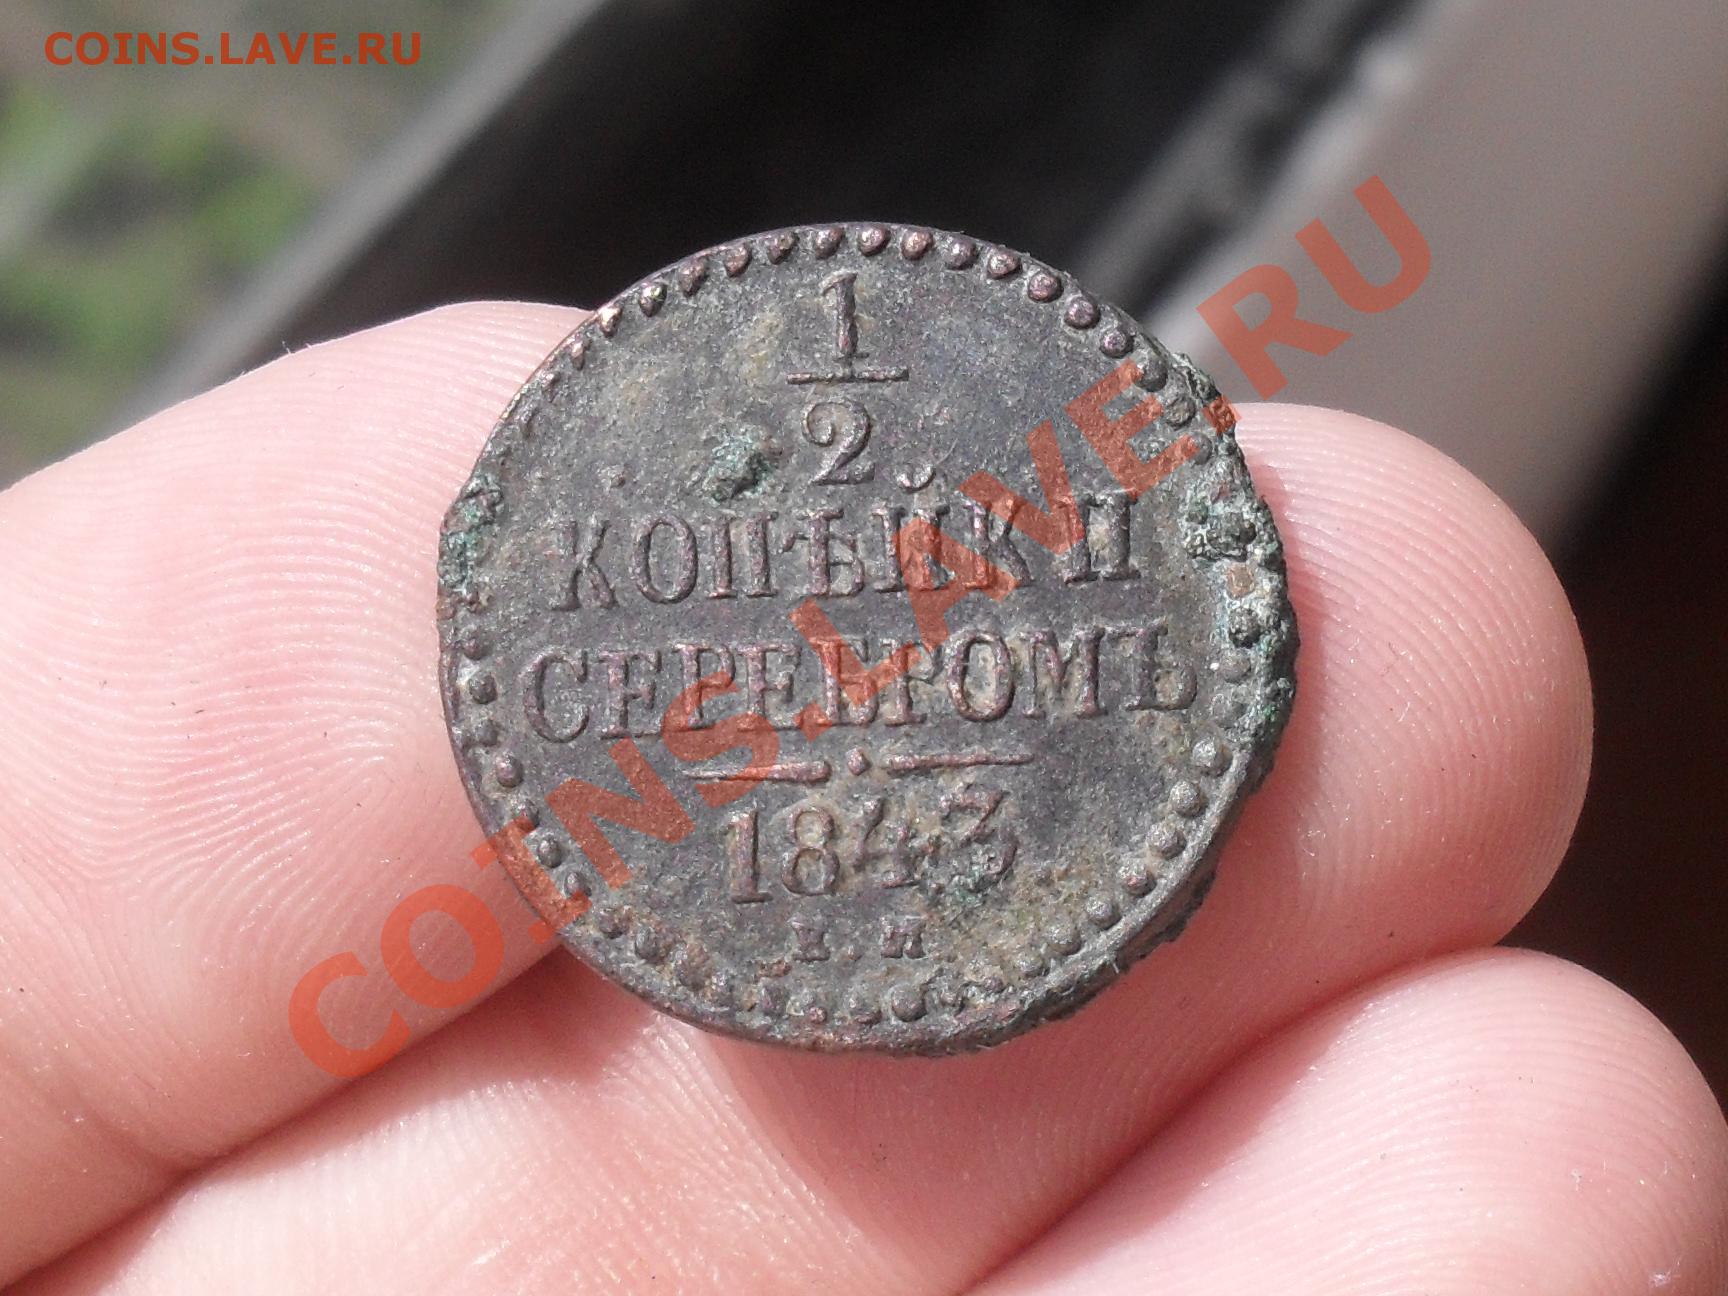 COINS.LAVE.RU
1
2
КОПѢЙКИ
СЕРЕБРОМЪ
1843
COINS.LAVE.RU